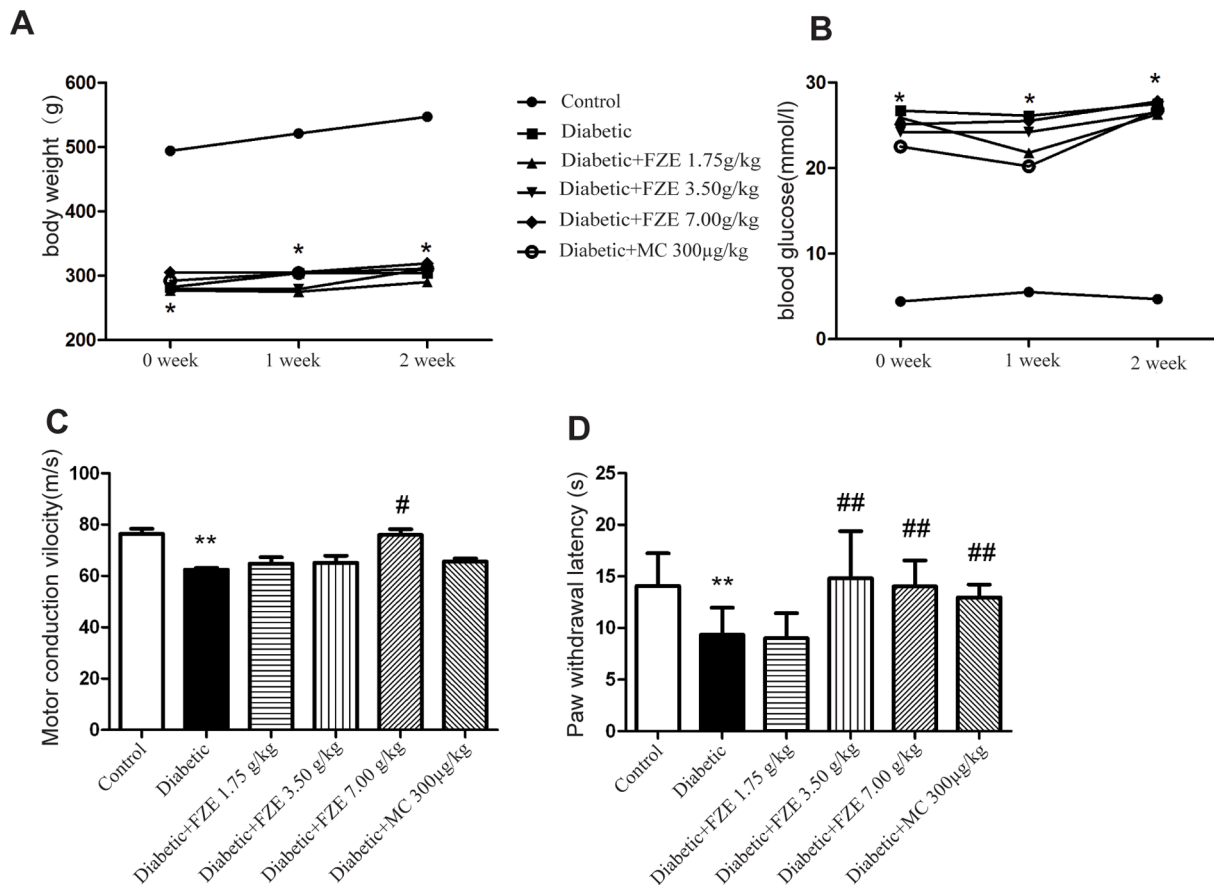 A
body weight（g）
600
500
400
300
200
*
*
*
0 week
1 week
2 week
Control
Diabetic
Diabetic+FZE 1.75g/kg
Diabetic+FZE 3.50g/kg
Diabetic+FZE 7.00g/kg
Diabetic+MC 300µg/kg
B
blood glucose(mmol/l)
30
20
10
0
*
*
*
0 week
1 week
2 week
C
Motor conduction vilocity(m/s)
100
80
60
40
20
0
**
#
Control
Diabetic
Diabetic+FZE 1.75 g/kg
Diabetic+FZE 3.50 g/kg
Diabetic+FZE 7.00 g/kg
Diabetic+MC 300µg/kg
D
Paw withdrawal latency (s)
25
20
15
10
5
0
**
##
##
##
Control
Diabetic
Diabetic+FZE 1.75 g/kg
Diabetic+FZE 3.50 g/kg
Diabetic+FZE 7.00 g/kg
Diabetic+MC 300µg/kg